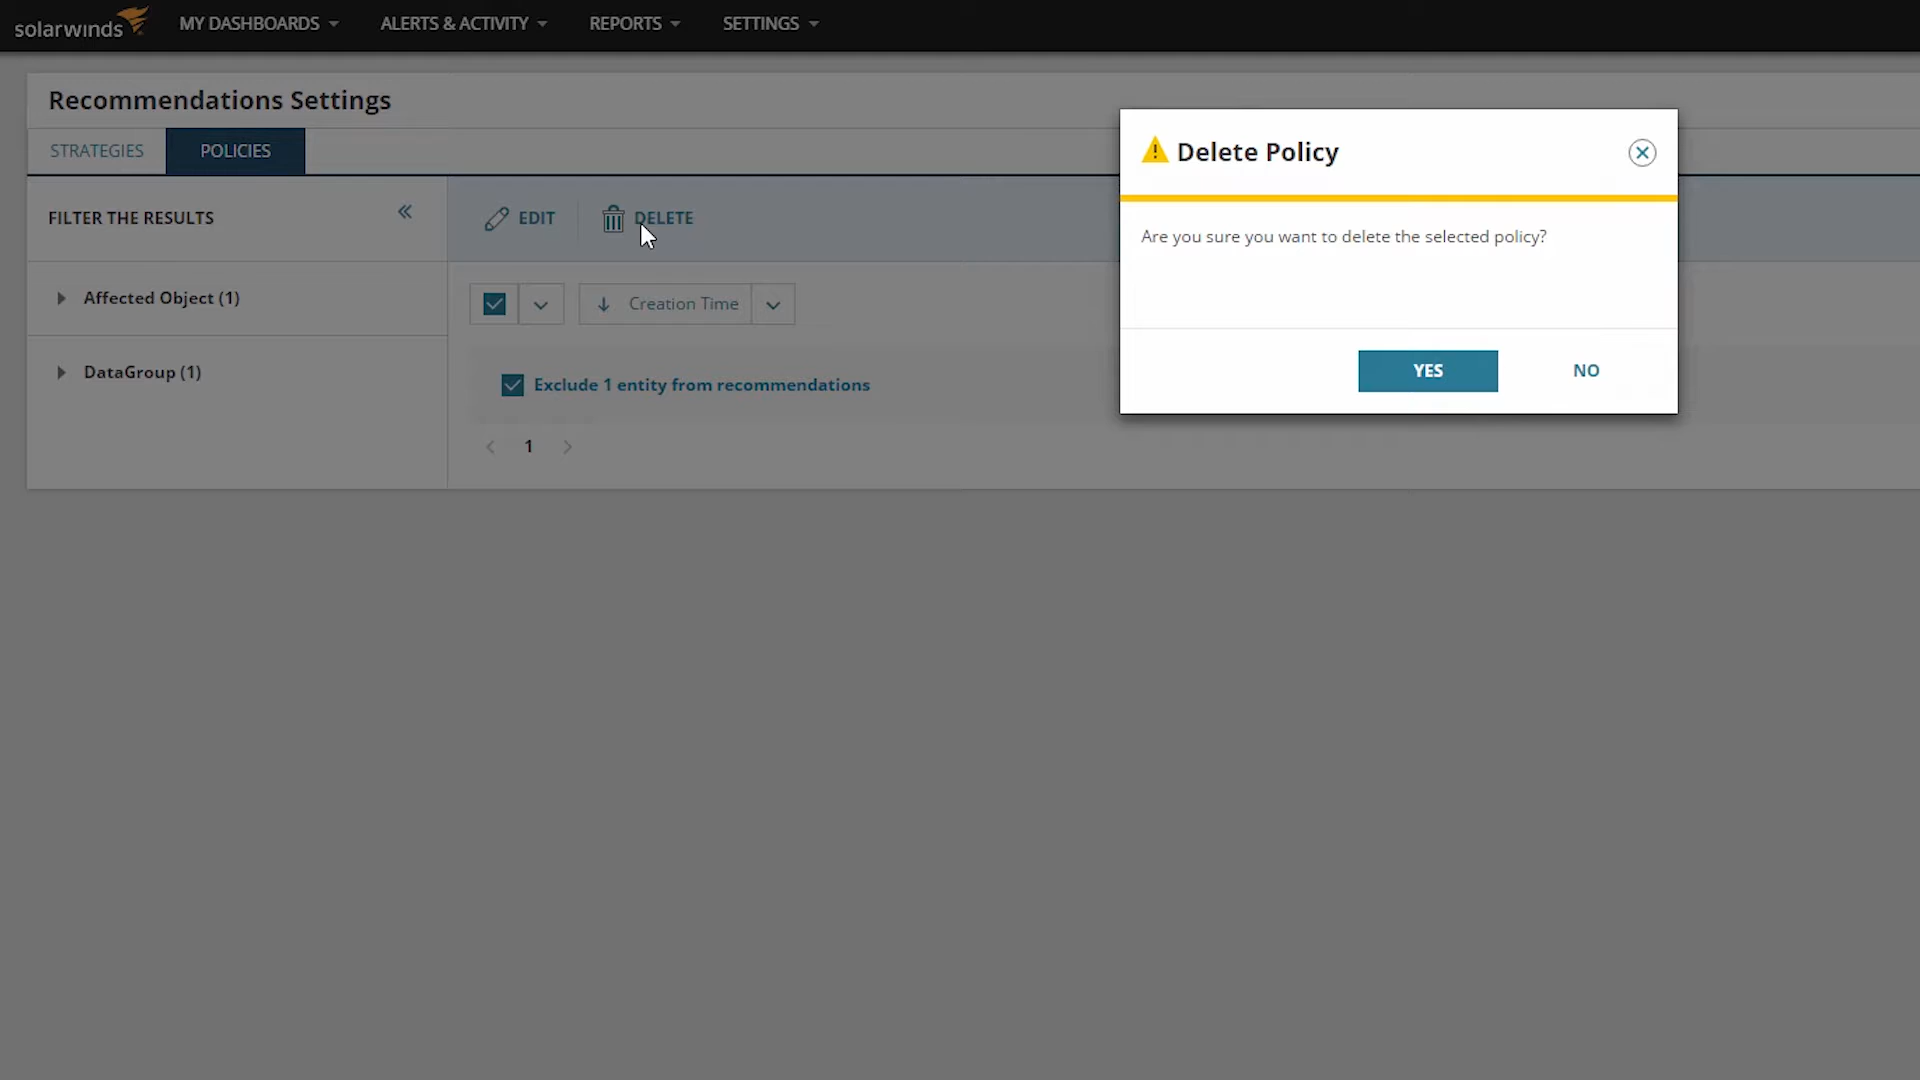 solarwinds
MY DASHBOARDS
ALERTS & ACTIVITY
REPORTS
SETTINGS
Recommendations Settings
STRATEGIES
POLICIES
FILTER THE RESULTS
EDIT
DELETE
Affected Object (1)
Creation Time
DataGroup (1)
Exclude 1 entity from recommendations
1
Delete Policy
Are you sure you want to delete the selected policy?
YES
NO